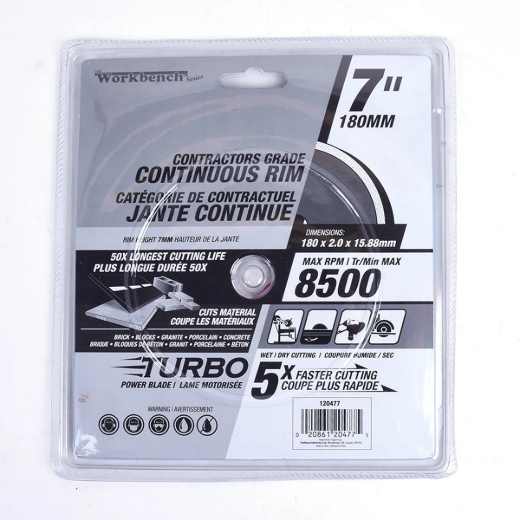 The Workbench Series
7"
180MM
CONTRACTORS GRADE
CONTINUOUS RIM
CATÉGORIE DE CONTRACTUEL
JANTE CONTINUE
RIM HEIGHT 7MM HAUTEUR DE LA JANTE
DIMENSIONS:
180 x 2.0 x 15.88mm
50X LONGEST CUTTING LIFE
PLUS LONGUE DURÉE 50X
MAX RPM | Tr/Min MAX
8500
CUTS MATERIAL
COUPE LES MATÉRIAUX
BRICK • BLOCKS • GRANITE • PORCELAIN • CONCRETE
BRIQUE • BLOQUES DE BÉTON • GRANIT • PORCELAINE • BÉTON
TURBO
POWER BLADE | LAME MOTORISÉE
WET | DRY CUTTING | COUPURE HUMIDE / SEC
5X FASTER CUTTING
COUPE PLUS RAPIDE
WARNING | AVERTISSEMENT
120477
0 20861 20477 5